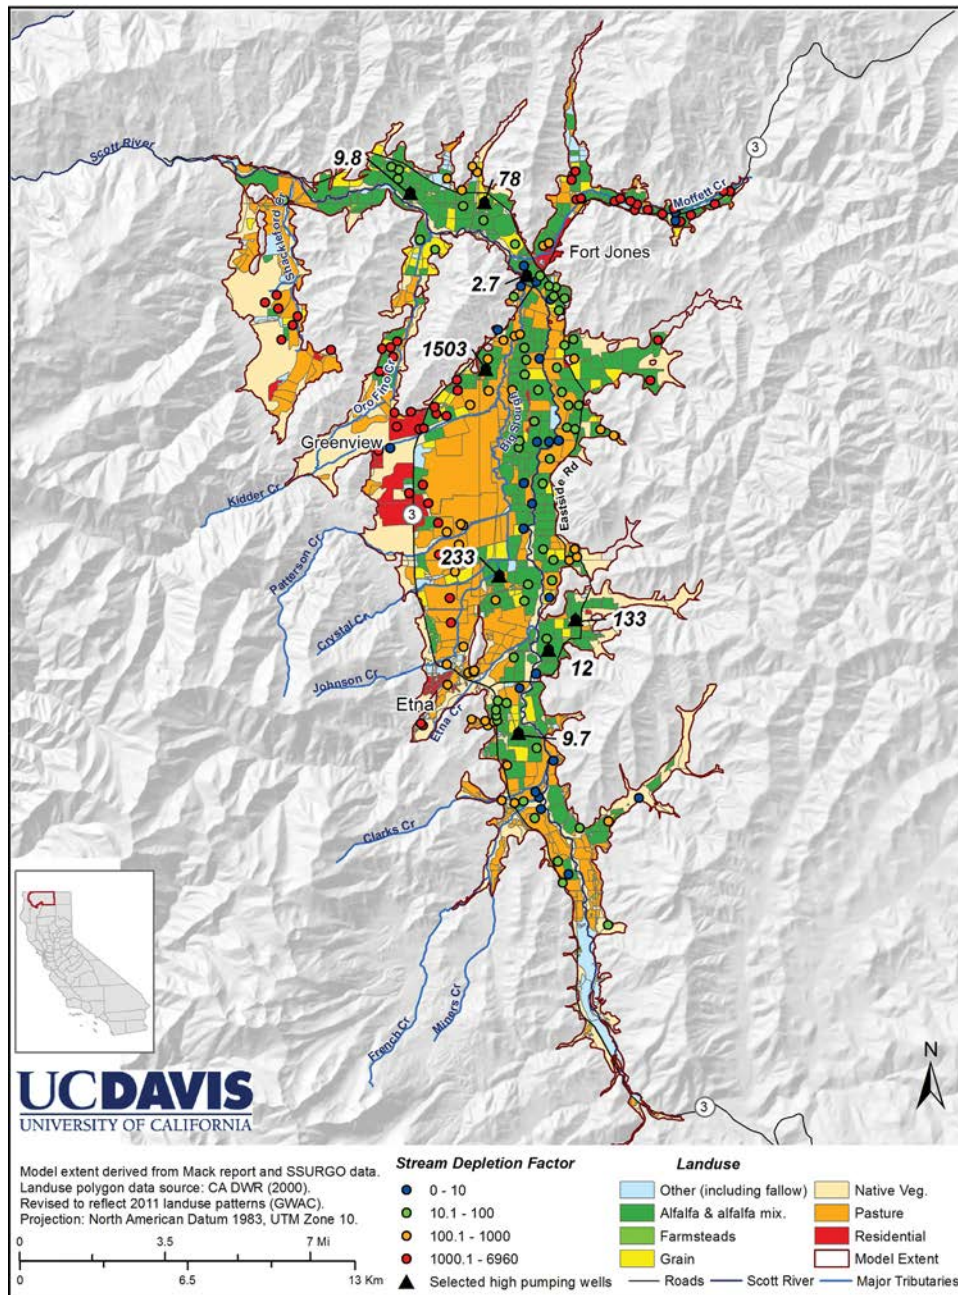 Scott River
9.8
78
3
Moffett Cr
Shackleford
Fort Jones
2.7
1503
Oro Fino Cr
Big Slough
Greenview
Eastside Rd
Kidder Cr
3
Patterson Cr
233
133
Crystal Cr
12
Johnson Cr
Etna
Etna Cr
9.7
Clarks Cr
French Cr
Miners Cr
N
3
UCDAVIS
UNIVERSITY OF CALIFORNIA
Model extent derived from Mack report and SSURGO data.
Landuse polygon data source: CA DWR (2000).
Revised to reflect 2011 landuse patterns (GWAC).
Projection: North American Datum 1983, UTM Zone 10.
0 3.5 7 Mi
0 6.5 13 Km
Stream Depletion Factor
0 - 10
10.1 - 100
100.1 - 1000
1000.1 - 6960
Selected high pumping wells
Landuse
Other (including fallow)
Alfalfa & alfalfa mix.
Farmsteads
Grain
Native Veg.
Pasture
Residential
Model Extent
Roads Scott River Major Tributaries